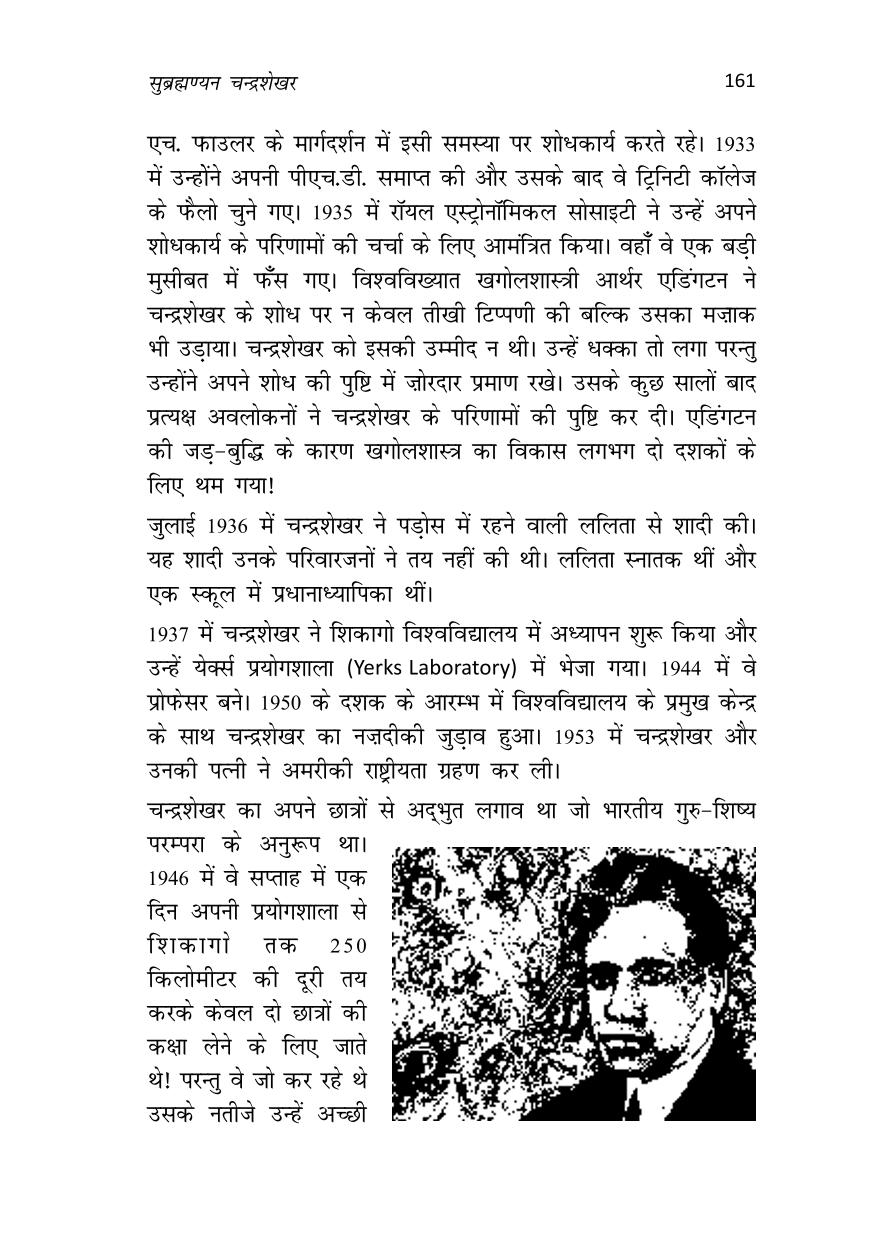 सुब्रह्मण्यन चन्द्रशेखर 161
एच. फाउलर के मार्गदर्शन में इसी समस्या पर शोधकार्य करते रहे। 1933
में उन्होंने अपनी पीएच.डी. समाप्त की और उसके बाद वे ट्रिनिटी कॉलेज
के फैलो चुने गए। 1935 में रॉयल एस्ट्रोनॉमिकल सोसाइटी ने उन्हें अपने
शोधकार्य के परिणामों की चर्चा के लिए आमंत्रित किया। वहाँ वे एक बड़ी
मुसीबत में फँस गए। विश्वविख्यात खगोलशास्त्री आर्थर एडिंगटन ने
चन्द्रशेखर के शोध पर न केवल तीखी टिप्पणी की बल्कि उसका मज़ाक
भी उड़ाया। चन्द्रशेखर को इसकी उम्मीद न थी। उन्हें धक्का तो लगा परन्तु
उन्होंने अपने शोध की पुष्टि में ज़ोरदार प्रमाण रखे। उसके कुछ सालों बाद
प्रत्यक्ष अवलोकनों ने चन्द्रशेखर के परिणामों की पुष्टि कर दी। एडिंगटन
की जड़-बुद्धि के कारण खगोलशास्त्र का विकास लगभग दो दशकों के
लिए थम गया!
जुलाई 1936 में चन्द्रशेखर ने पड़ोस में रहने वाली ललिता से शादी की।
यह शादी उनके परिवारजनों ने तय नहीं की थी। ललिता स्नातक थीं और
एक स्कूल में प्रधानाध्यापिका थीं।
1937 में चन्द्रशेखर ने शिकागो विश्वविद्यालय में अध्यापन शुरू किया और
उन्हें येर्क्स प्रयोगशाला (Yerks Laboratory) में भेजा गया। 1944 में वे
प्रोफेसर बने। 1950 के दशक के आरम्भ में विश्वविद्यालय के प्रमुख केन्द्र
के साथ चन्द्रशेखर का नज़दीकी जुड़ाव हुआ। 1953 में चन्द्रशेखर और
उनकी पत्नी ने अमरीकी राष्ट्रीयता ग्रहण कर ली।
चन्द्रशेखर का अपने छात्रों से अद्‌भुत लगाव था जो भारतीय गुरु-शिष्य
परम्परा के अनुरूप था।
1946 में वे सप्ताह में एक
दिन अपनी प्रयोगशाला से
शिकागो तक 250
किलोमीटर की दूरी तय
करके केवल दो छात्रों की
कक्षा लेने के लिए जाते
थे! परन्तु वे जो कर रहे थे
उसके नतीजे उन्हें अच्छी